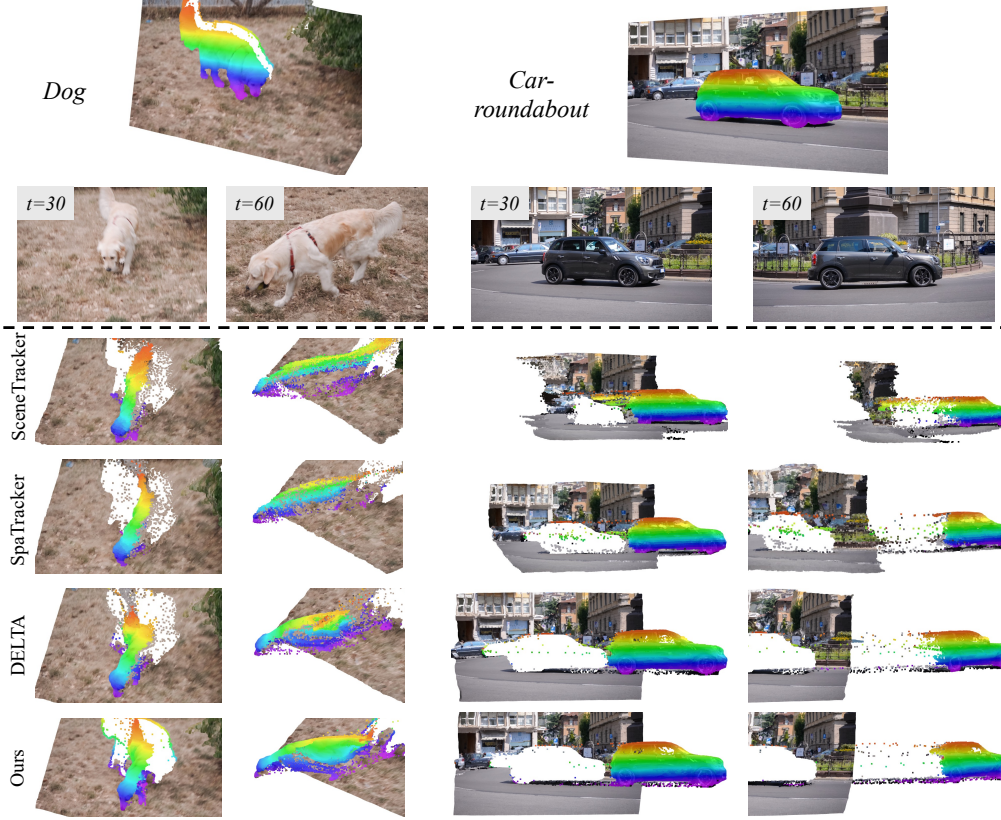 Dog
Car-
roundabout
t=30
t=60
t=30
t=60
SceneTracker
SpaTracker
DELTA
Ours